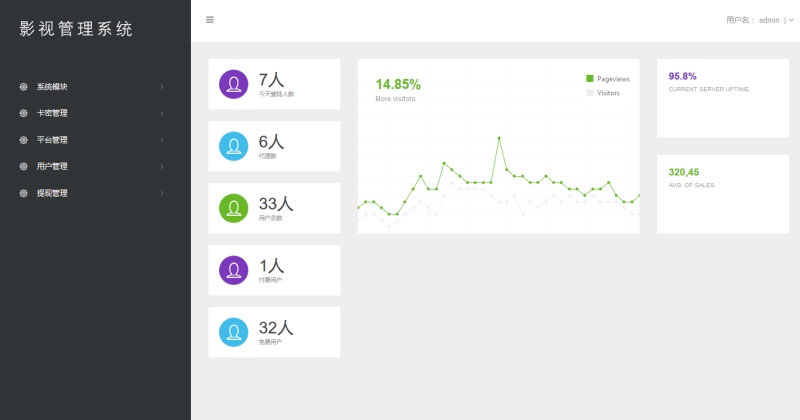 影视管理系统
用户名： admin |
系统模块
卡密管理
平台管理
用户管理
提现管理
7人
今天登陆人数
6人
代理数
33人
用户总数
1人
付费用户
32人
免费用户
14.85%
More visitors
Pageviews
Visitors
95.8%
CURRENT SERVER UPTIME
320,45
AVG. OF SALES